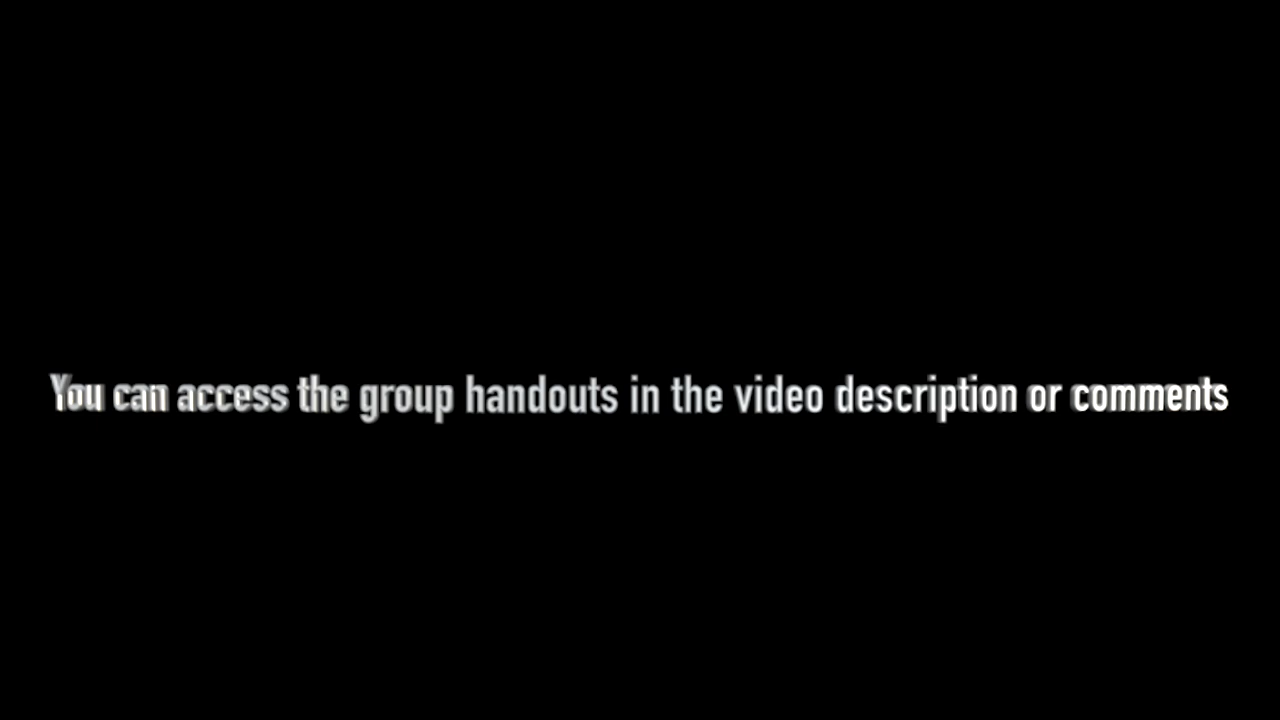 You can access the group handouts in the video description or comments